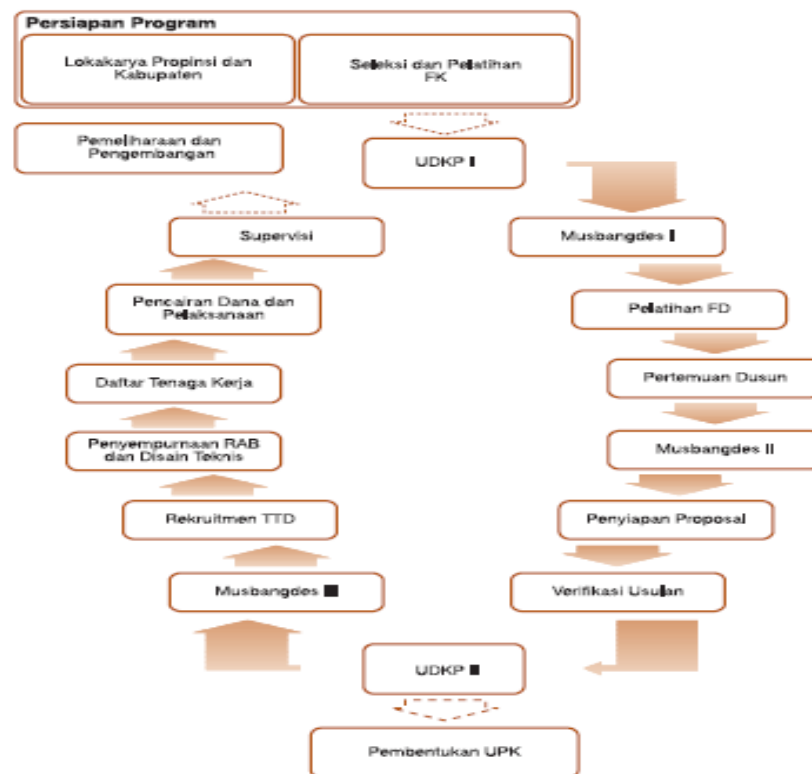 Persiapan Program
Lokakarya Propinsi dan
Kabupaten
Seleksi dan Pelatihan
FK
Pemeliharaan dan
Pengembangan
UDKP I
Supervisi
Musbangdes I
Pencairan Dana dan
Pelaksanaan
Pelatihan FD
Daftar Tenaga Kerja
Pertemuan Dusun
Penyempurnaan RAB
dan Disain Teknis
Musbangdes II
Rekruitmen TTD
Penyiapan Proposal
Musbangdes
Verifikasi Usulan
UDKP
Pembentukan UPK